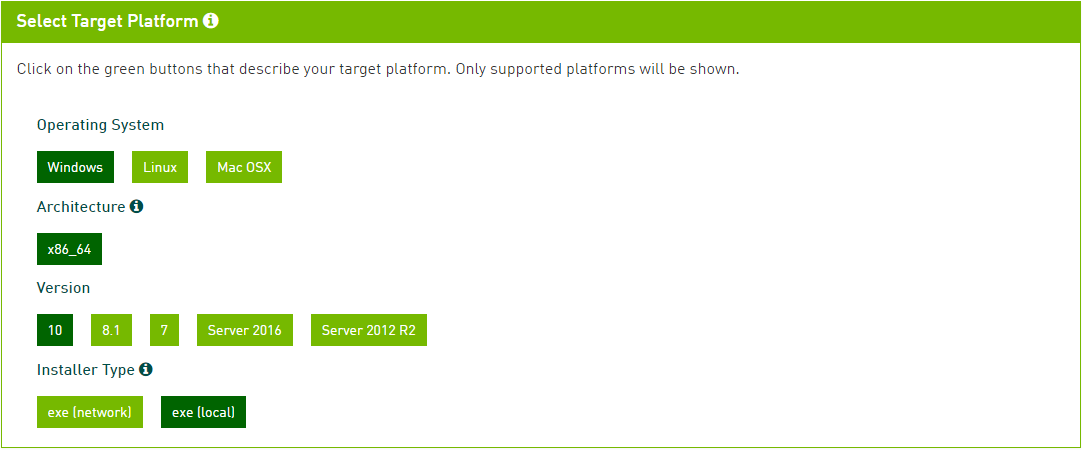 Select Target Platform
Click on the green buttons that describe your target platform. Only supported platforms will be shown.
Operating System
Windows Linux Mac OSX
Architecture
x86_64
Version
10 8.1 7 Server 2016 Server 2012 R2
Installer Type
exe (network) exe (local)